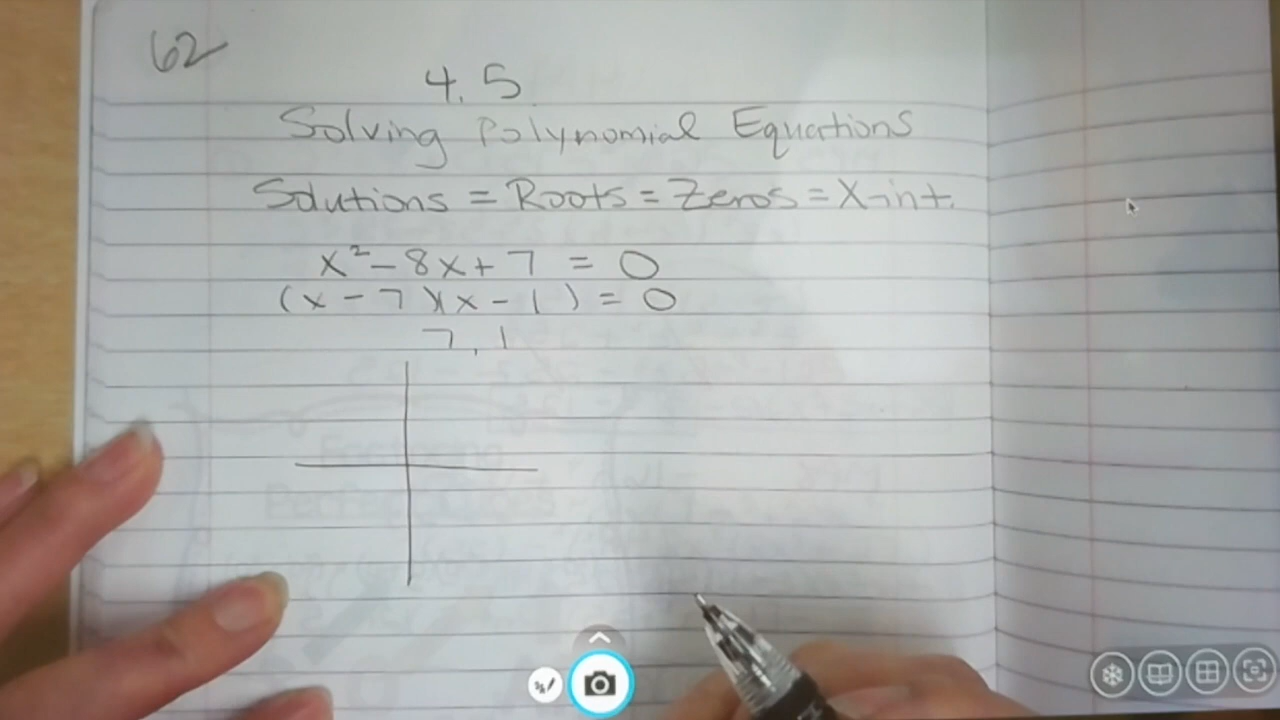 62
4.5
Solving Polynomial Equations
Solutions = Roots = Zeros = X-int.
x² - 8x + 7 = 0
(x - 7)(x - 1) = 0
7, 1